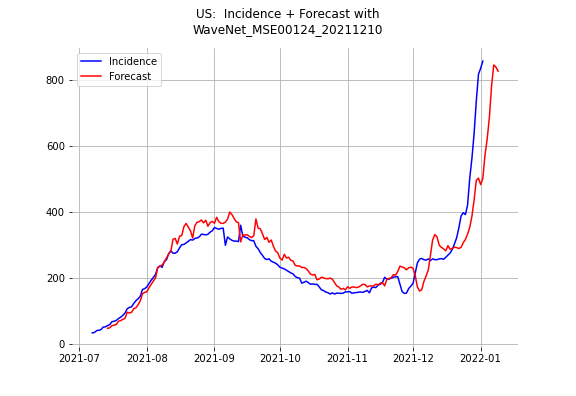 US:  Incidence + Forecast with
WaveNet_MSE00124_20211210
Incidence
Forecast
800
600
400
200
0
2021-07 2021-08 2021-09 2021-10 2021-11 2021-12 2022-01